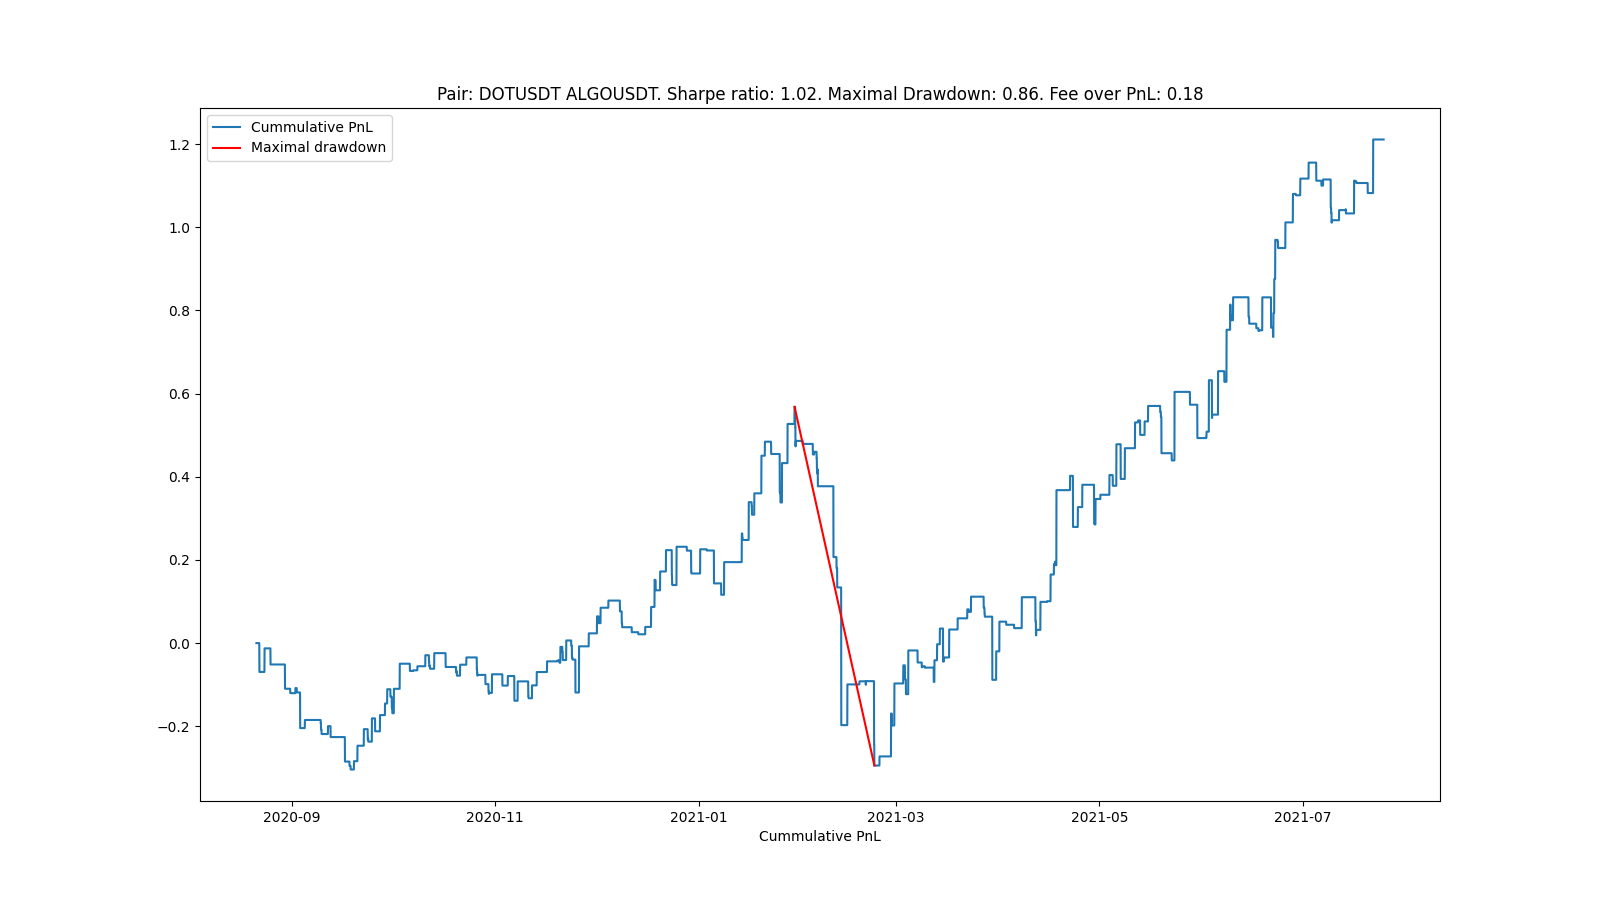 Pair: DOTUSDT ALGOUSDT. Sharpe ratio: 1.02. Maximal Drawdown: 0.86. Fee over PnL: 0.18
Cummulative PnL
Maximal drawdown
1.2
1.0
0.8
0.6
0.4
0.2
0.0
−0.2
2020-09 2020-11 2021-01 2021-03 2021-05 2021-07
Cummulative PnL